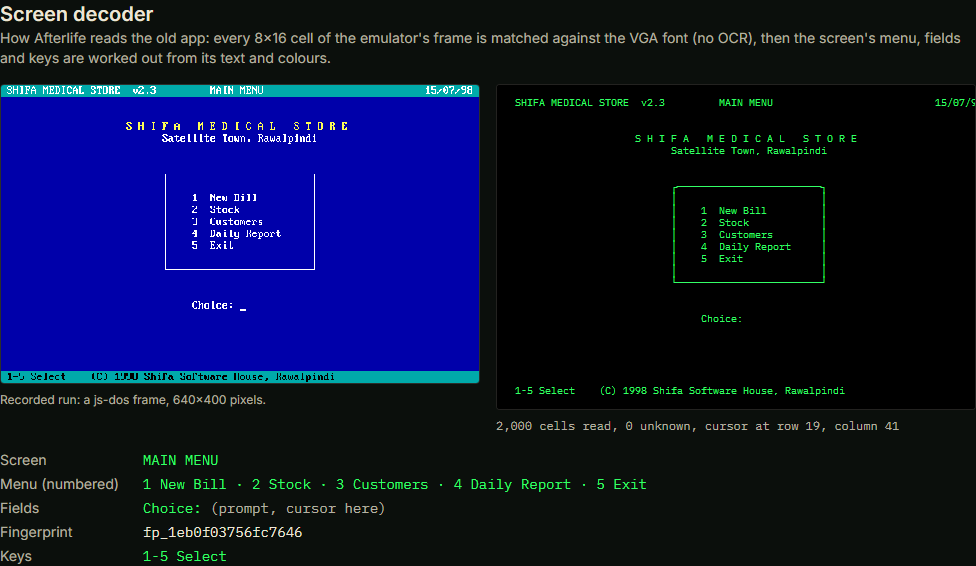 Screen decoder
How Afterlife reads the old app: every 8×16 cell of the emulator's frame is matched against the VGA font (no OCR), then the screen's menu, fields
and keys are worked out from its text and colours.
SHIFA MEDICAL STORE v2.3 MAIN MENU 15/07/98
S H I F A M E D I C A L S T O R E
Satellite Town, Rawalpindi
1 New Bill
2 Stock
3 Customers
4 Daily Report
5 Exit
Choice: _
1-5 Select (C) 1998 Shifa Software House, Rawalpindi
Recorded run: a js-dos frame, 640×400 pixels.
SHIFA MEDICAL STORE v2.3 MAIN MENU 15/07/9
S H I F A M E D I C A L S T O R E
Satellite Town, Rawalpindi
1 New Bill
2 Stock
3 Customers
4 Daily Report
5 Exit
Choice:
1-5 Select (C) 1998 Shifa Software House, Rawalpindi
2,000 cells read, 0 unknown, cursor at row 19, column 41
Screen MAIN MENU
Menu (numbered) 1 New Bill · 2 Stock · 3 Customers · 4 Daily Report · 5 Exit
Fields Choice: (prompt, cursor here)
Fingerprint fp_1eb0f03756fc7646
Keys 1-5 Select